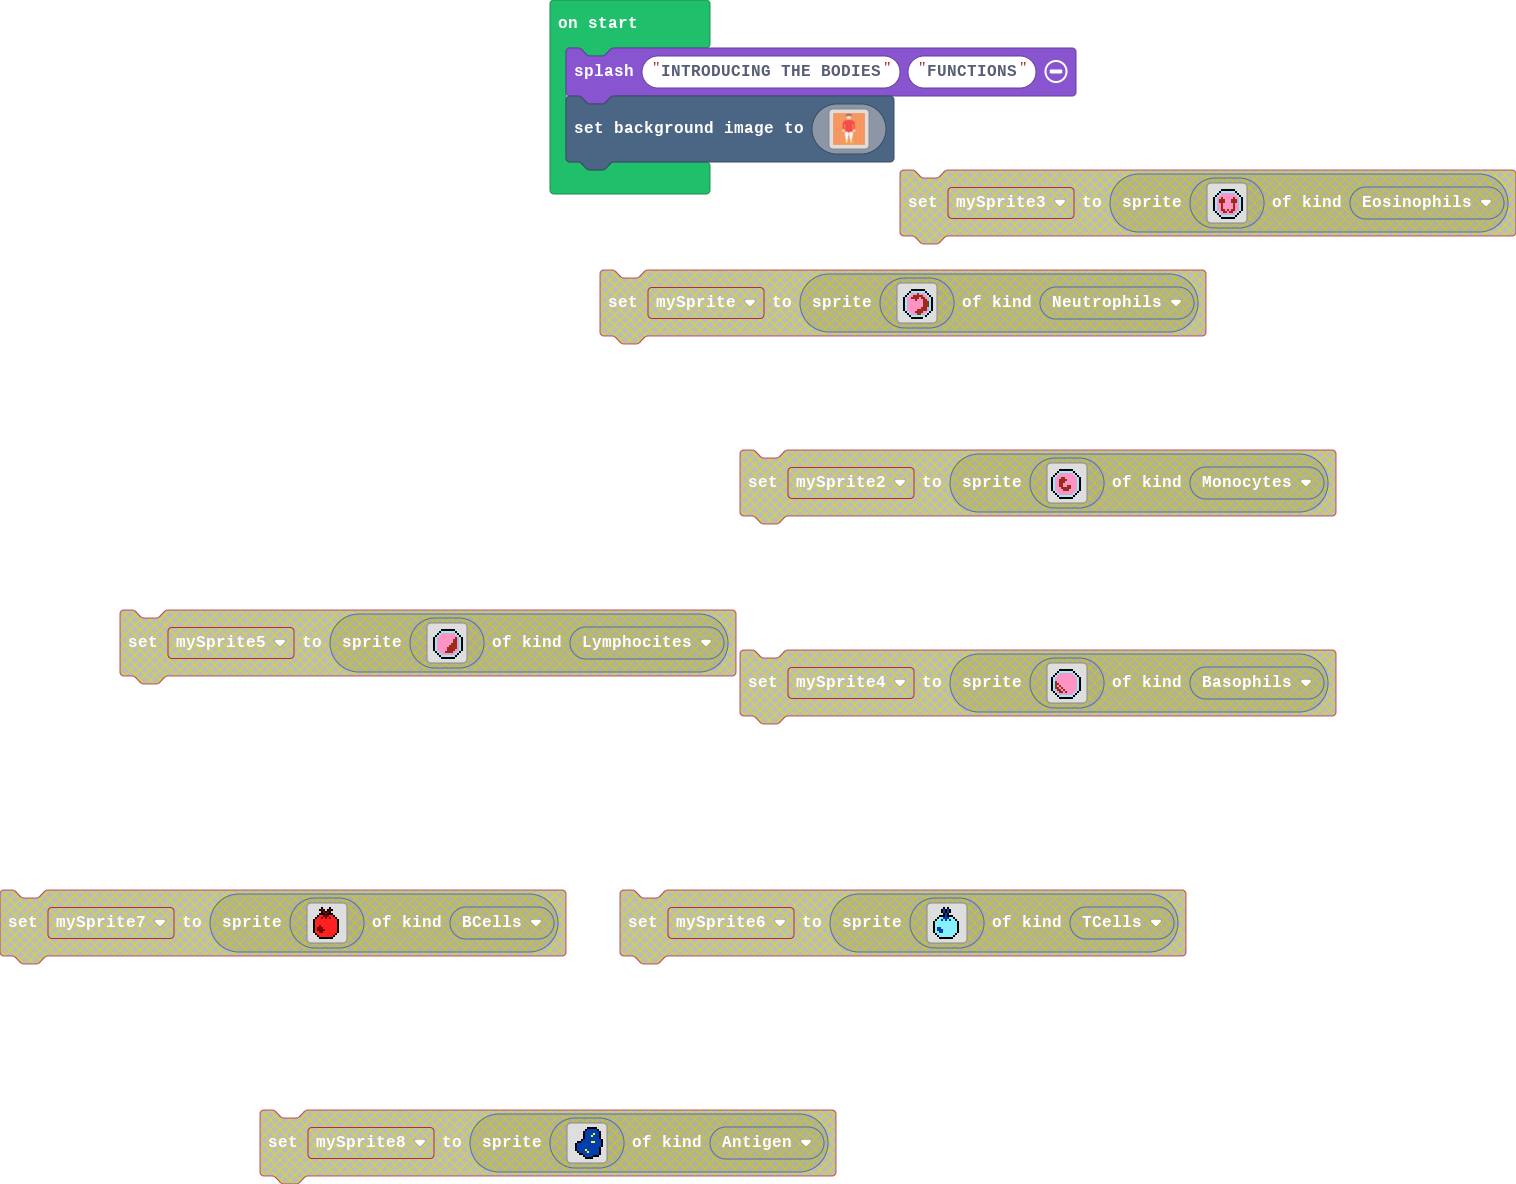 on start
splash "INTRODUCING THE BODIES" "FUNCTIONS"
set background image to
set mySprite3 to sprite of kind Eosinophils
set mySprite to sprite of kind Neutrophils
set mySprite2 to sprite of kind Monocytes
set mySprite5 to sprite of kind Lymphocites
set mySprite4 to sprite of kind Basophils
set mySprite7 to sprite of kind BCells
set mySprite6 to sprite of kind TCells
set mySprite8 to sprite of kind Antigen